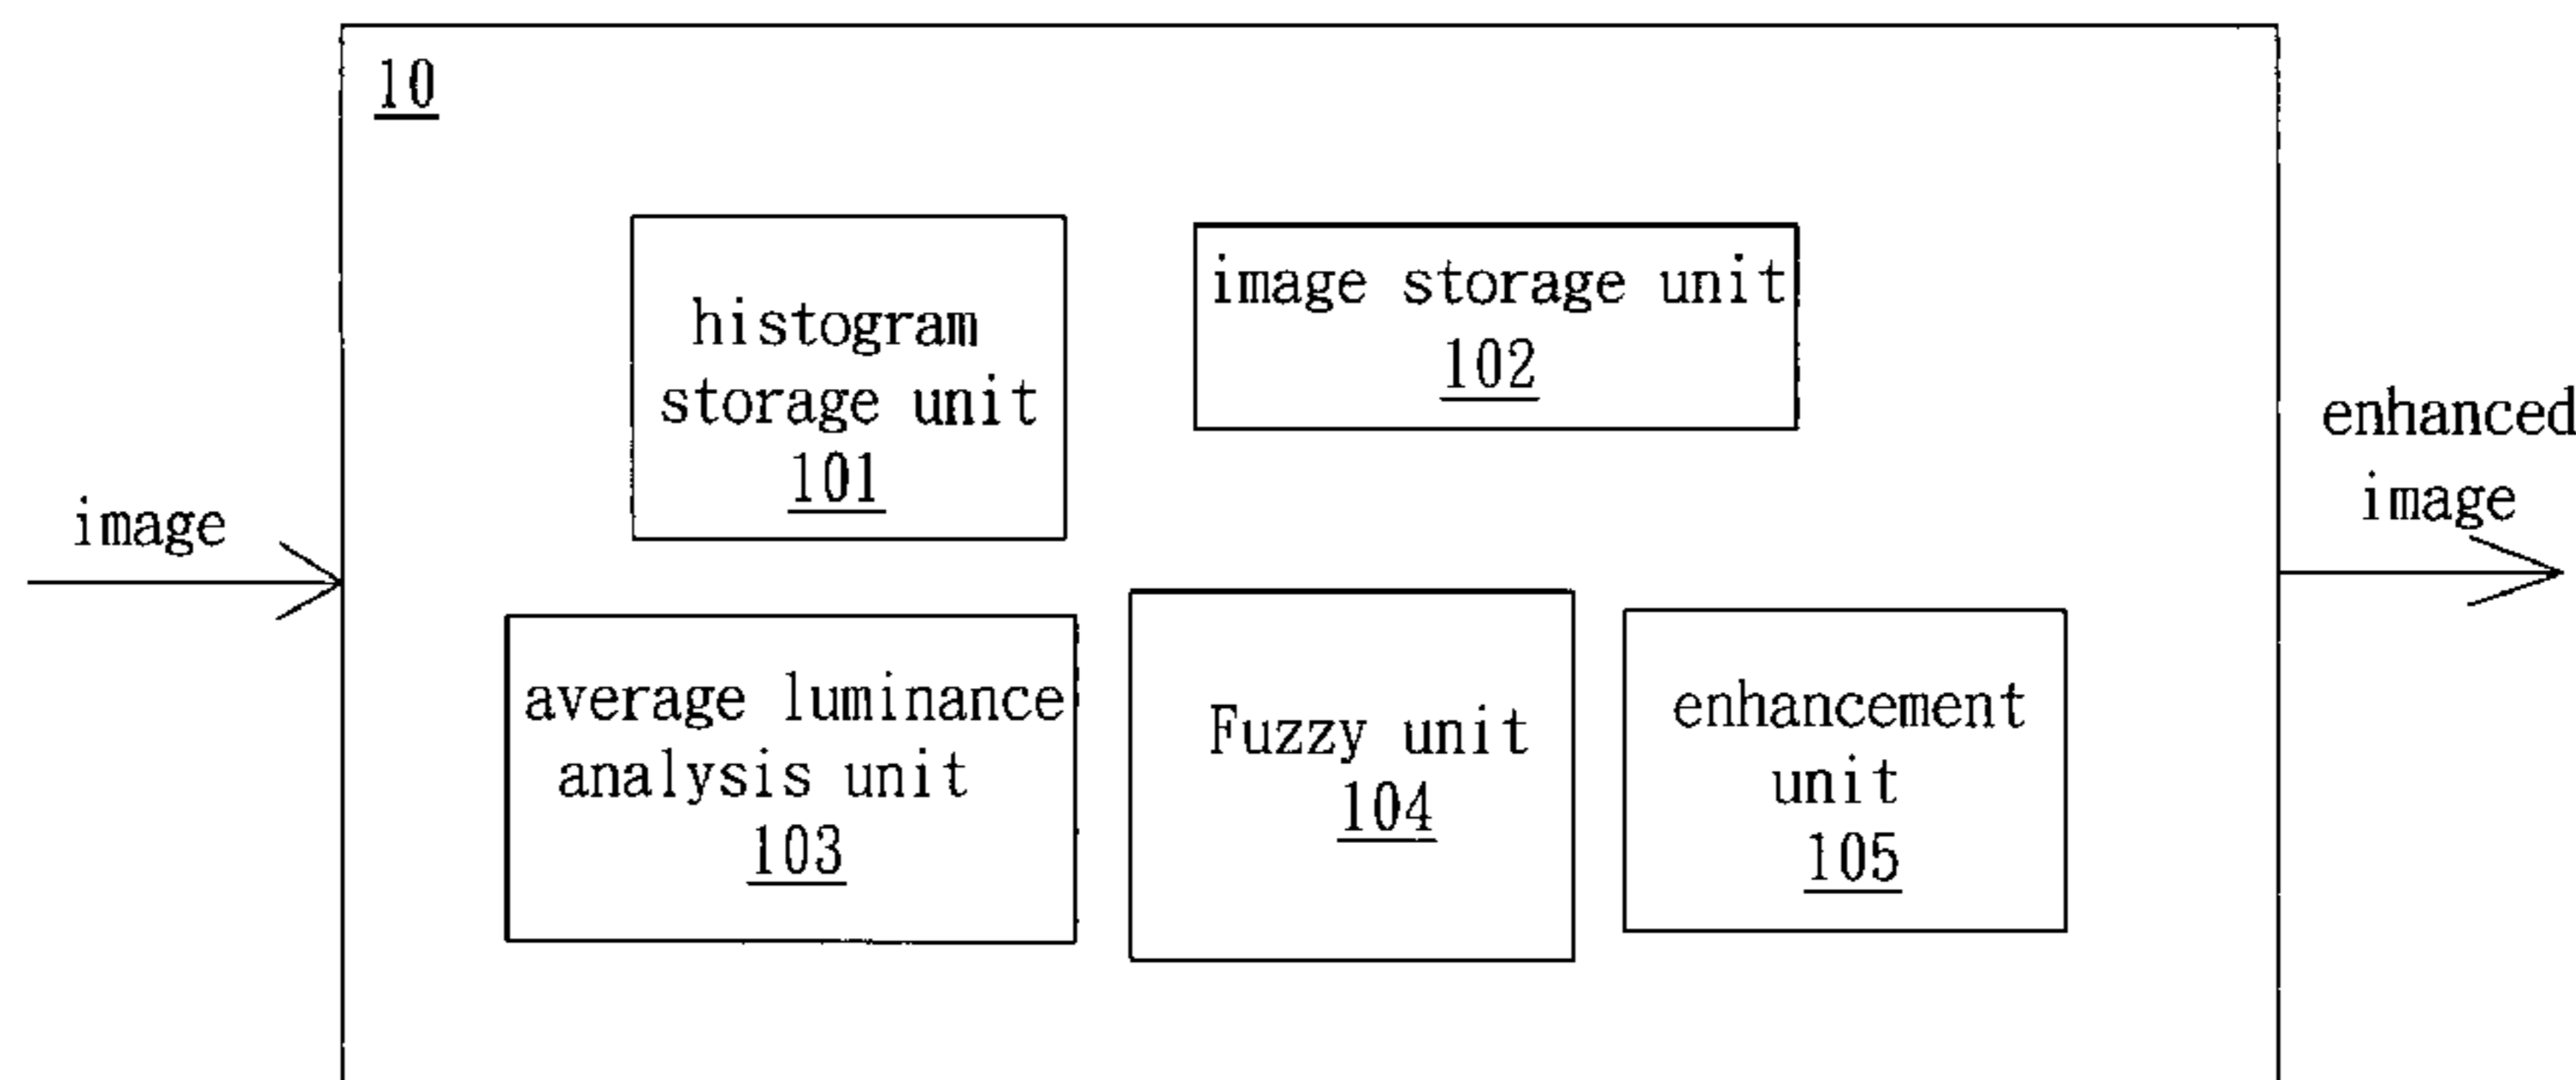 10
histogram
storage unit
101
image storage unit
102
image
enhanced
image
average luminance
analysis unit
103
Fuzzy unit
104
enhancement
unit
105